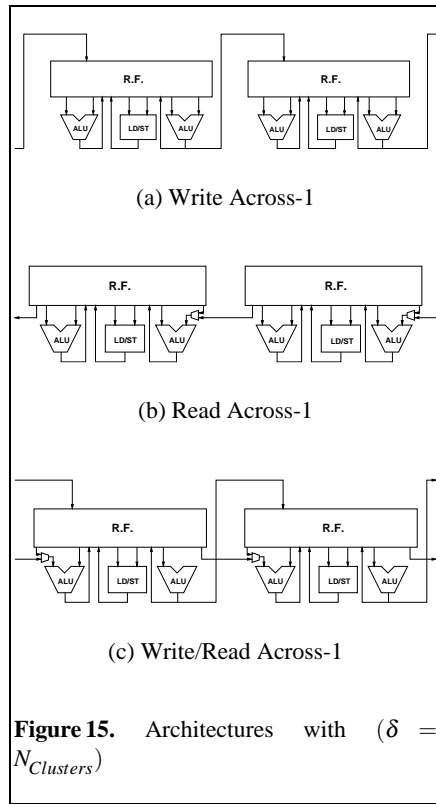 R.F. R.F.
ALU LD/ST ALU ALU LD/ST ALU
(a) Write Across-1
R.F. R.F.
ALU LD/ST ALU ALU LD/ST ALU
(b) Read Across-1
R.F. R.F.
ALU LD/ST ALU ALU LD/ST ALU
(c) Write/Read Across-1
Figure 15. Architectures with (δ =
N_Clusters)